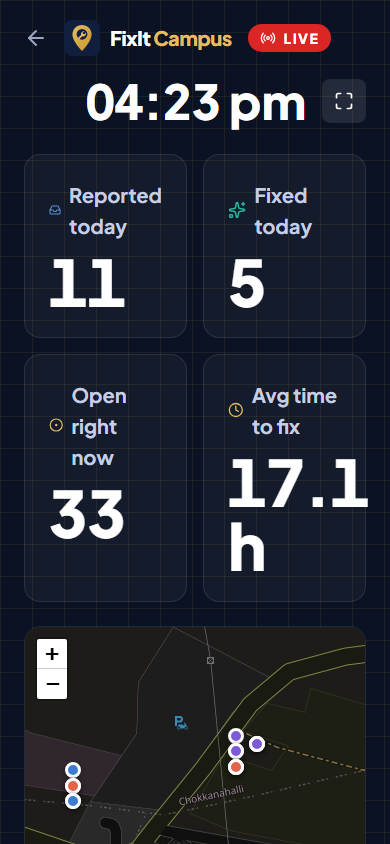 FixIt Campus
LIVE
04:23 pm
Reported
today
11
Fixed
today
5
Open
right
now
33
Avg time
to fix
17.1
h
+
−
P
Chokkanahalli